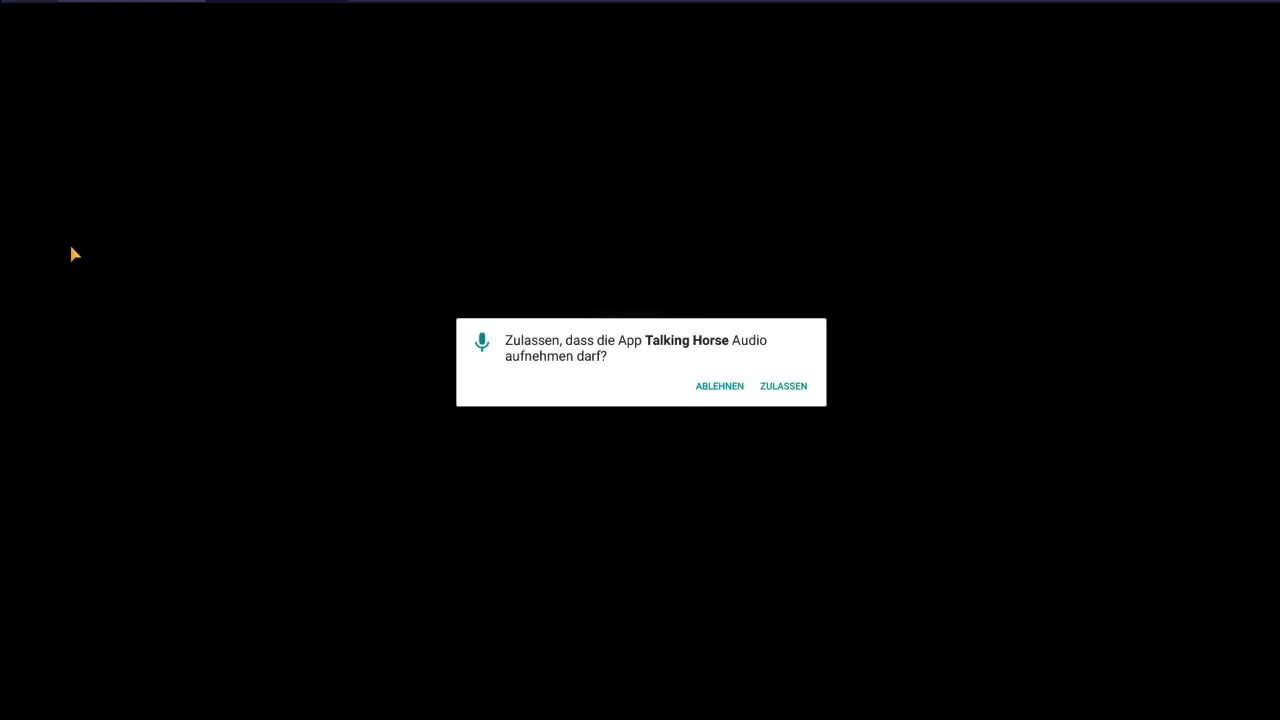 Zulassen, dass die App Talking Horse Audio
aufnehmen darf?
ABLEHNEN ZULASSEN